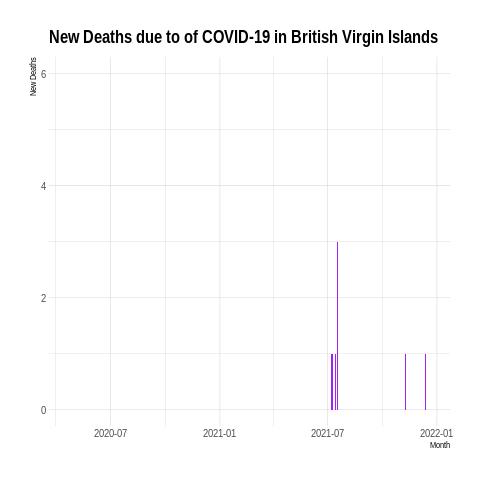 New Deaths due to of COVID-19 in British Virgin Islands
New Deaths
6
4
2
0
2020-07 2021-01 2021-07 2022-01
Month